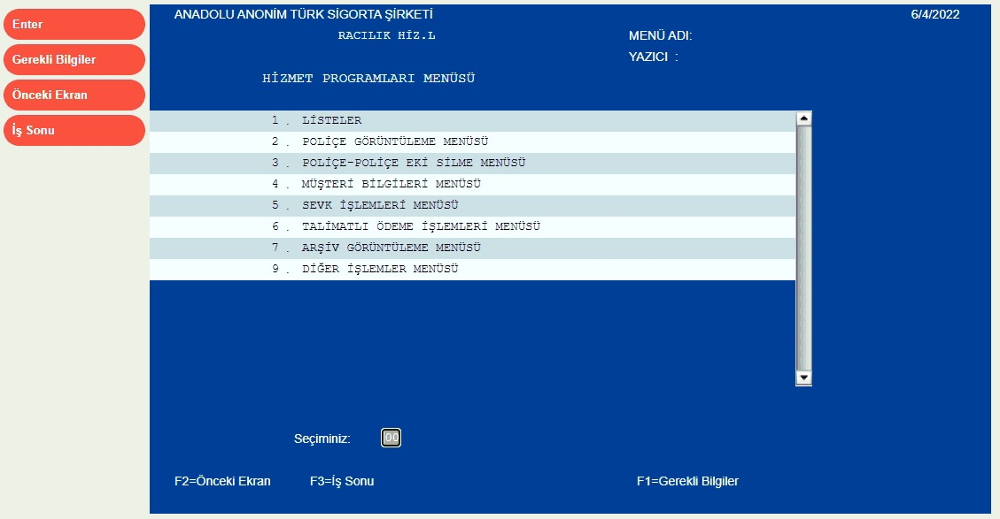 Enter
Gerekli Bilgiler
Önceki Ekran
İş Sonu
ANADOLU ANONİM TÜRK SİGORTA ŞİRKETİ 6/4/2022
RACILIK HİZ.L MENÜ ADI:
YAZICI :
HİZMET PROGRAMLARI MENÜSÜ
1 . LİSTELER
2 . POLİÇE GÖRÜNTÜLEME MENÜSÜ
3 . POLİÇE-POLİÇE EKİ SİLME MENÜSÜ
4 . MÜŞTERİ BİLGİLERİ MENÜSÜ
5 . SEVK İŞLEMLERİ MENÜSÜ
6 . TALİMATLI ÖDEME İŞLEMLERİ MENÜSÜ
7 . ARŞİV GÖRÜNTÜLEME MENÜSÜ
9 . DİĞER İŞLEMLER MENÜSÜ
Seçiminiz: 00
F2=Önceki Ekran F3=İş Sonu F1=Gerekli Bilgiler